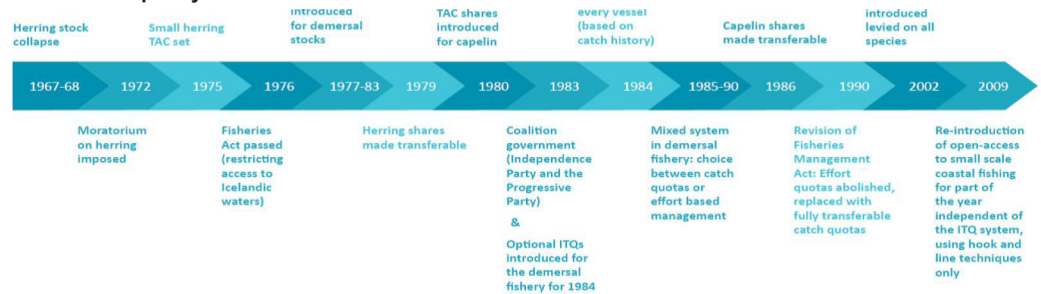 Herring stock
collapse
Small herring
TAC set
introduced
for demersal
stocks
TAC shares
introduced
for capelin
every vessel
(based on
catch history)
Capelin shares
made transferable
introduced
levied on all
species
1967-68
1972
1975
1976
1977-83
1979
1980
1983
1984
1985-90
1986
1990
2002
2009
Moratorium
on herring
imposed
Fisheries
Act passed
(restricting
access to
Icelandic
waters)
Herring shares
made transferable
Coalition
government
(Independence
Party and the
Progressive
Party)
&
Optional ITQs
introduced for
the demersal
fishery for 1984
Mixed system
in demersal
fishery: choice
between catch
quotas or
effort based
management
Revision of
Fisheries
Management
Act: Effort
quotas abolished,
replaced with
fully transferable
catch quotas
Re-introduction
of open-access
to small scale
coastal fishing
for part of
the year
independent of
the ITQ system,
using hook and
line techniques
only